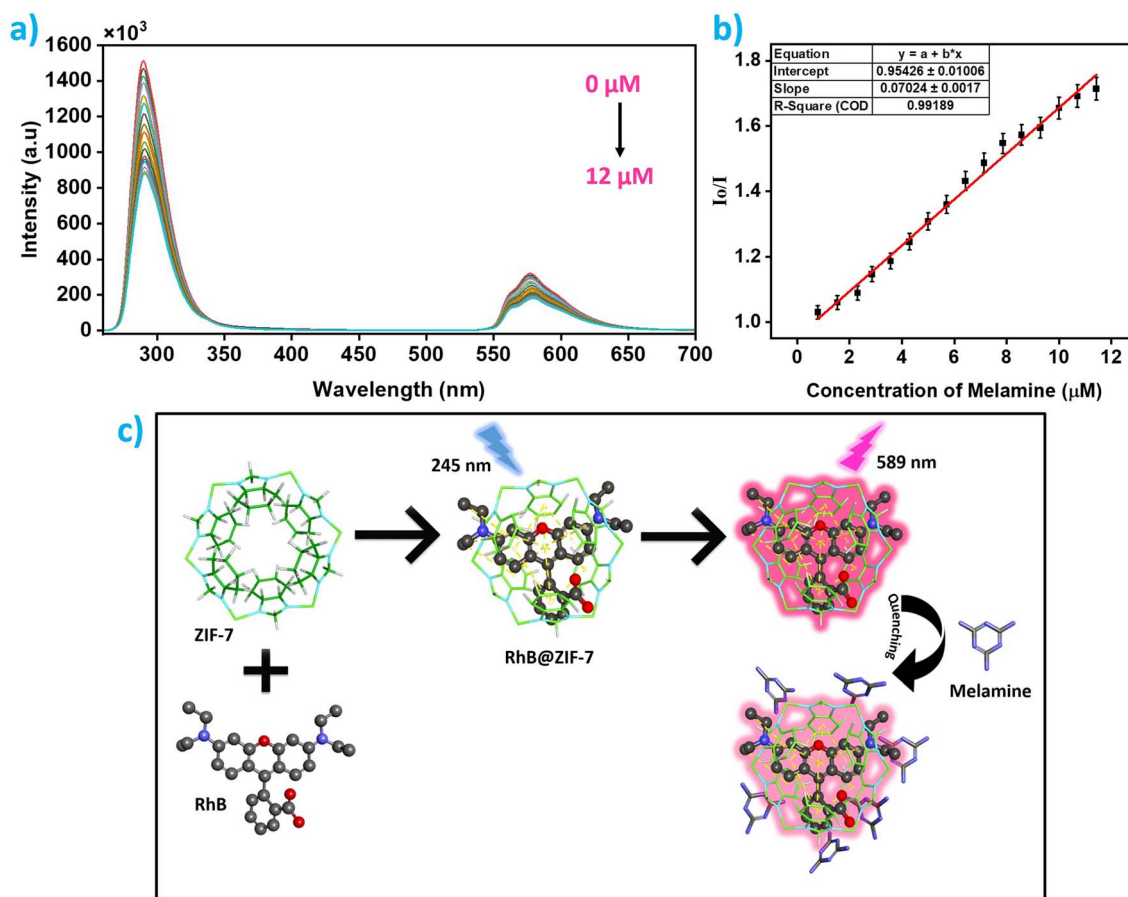 a)
×10³
1600
1400
1200
1000
800
600
400
200
0
Intensity (a.u)
300 350 400 450 500 550 600 650 700
Wavelength (nm)
0 µM
12 µM
b)
Equation y = a + b*x
Intercept 0.95426 ± 0.01006
Slope 0.07024 ± 0.0017
R-Square (COD 0.99189
1.8
1.6
1.4
1.2
1.0
Io/I
0 2 4 6 8 10 12
Concentration of Melamine (µM)
c)
245 nm
589 nm
ZIF-7
RhB@ZIF-7
Quenching
Melamine
RhB